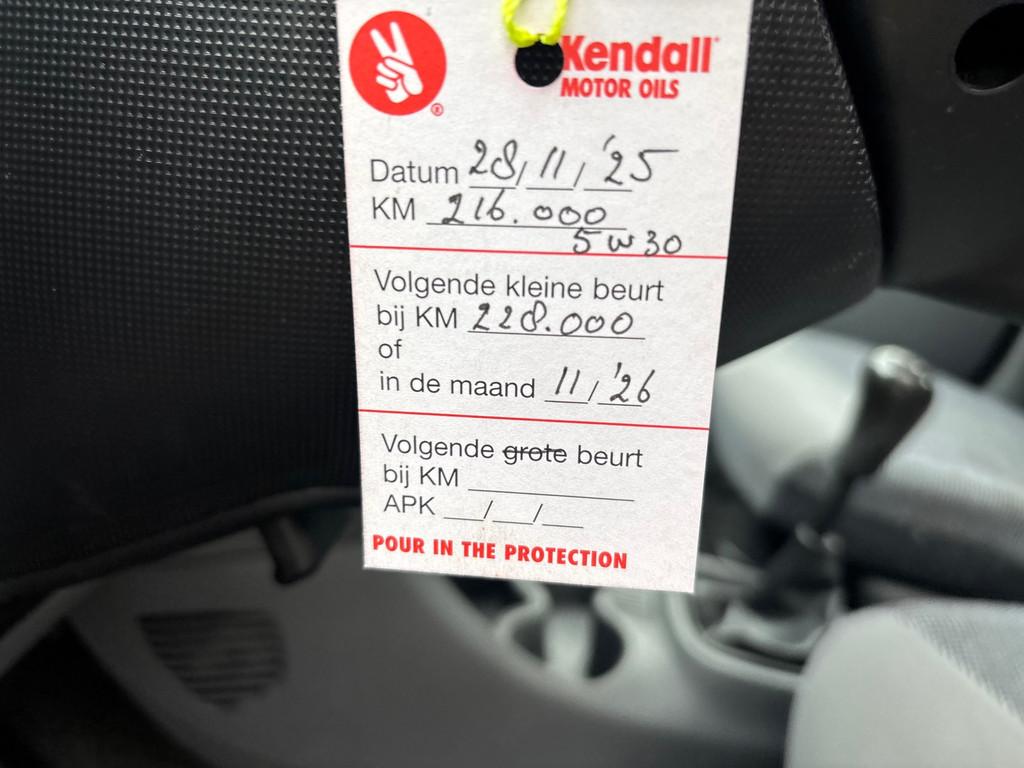 Kendall
MOTOR OILS
®
Datum 28/11/'25
KM 216.000
5w30
Volgende kleine beurt
bij KM 228.000
of
in de maand 11/'26
Volgende grote beurt
bij KM
APK / /
POUR IN THE PROTECTION